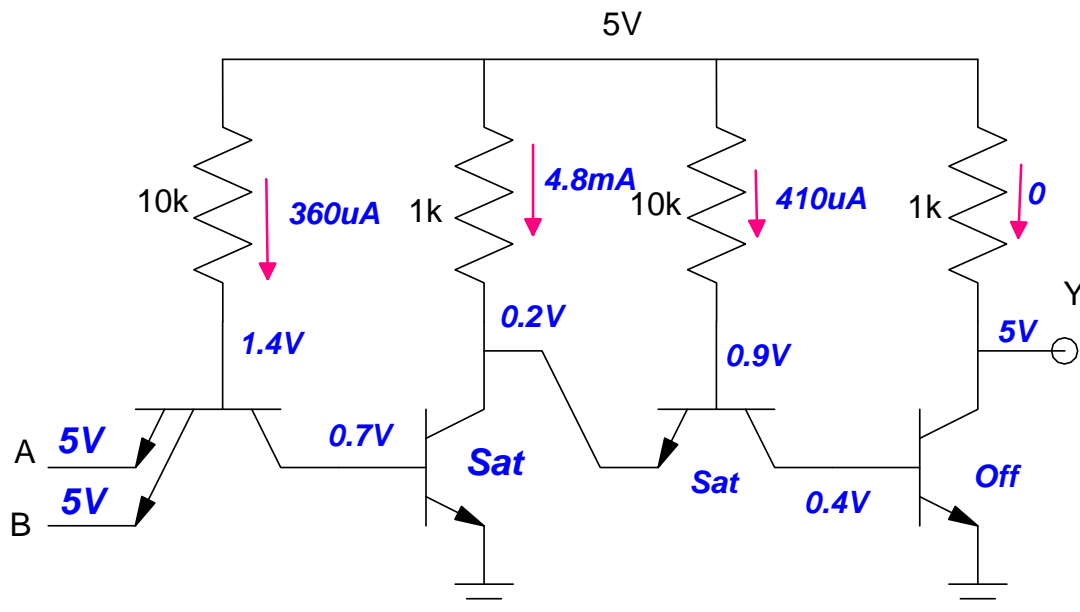 5V
10k
360uA
1k
4.8mA
10k
410uA
1k
0
Y
1.4V
0.2V
0.9V
5V
A
5V
0.7V
Sat
Sat
Off
B
5V
0.4V